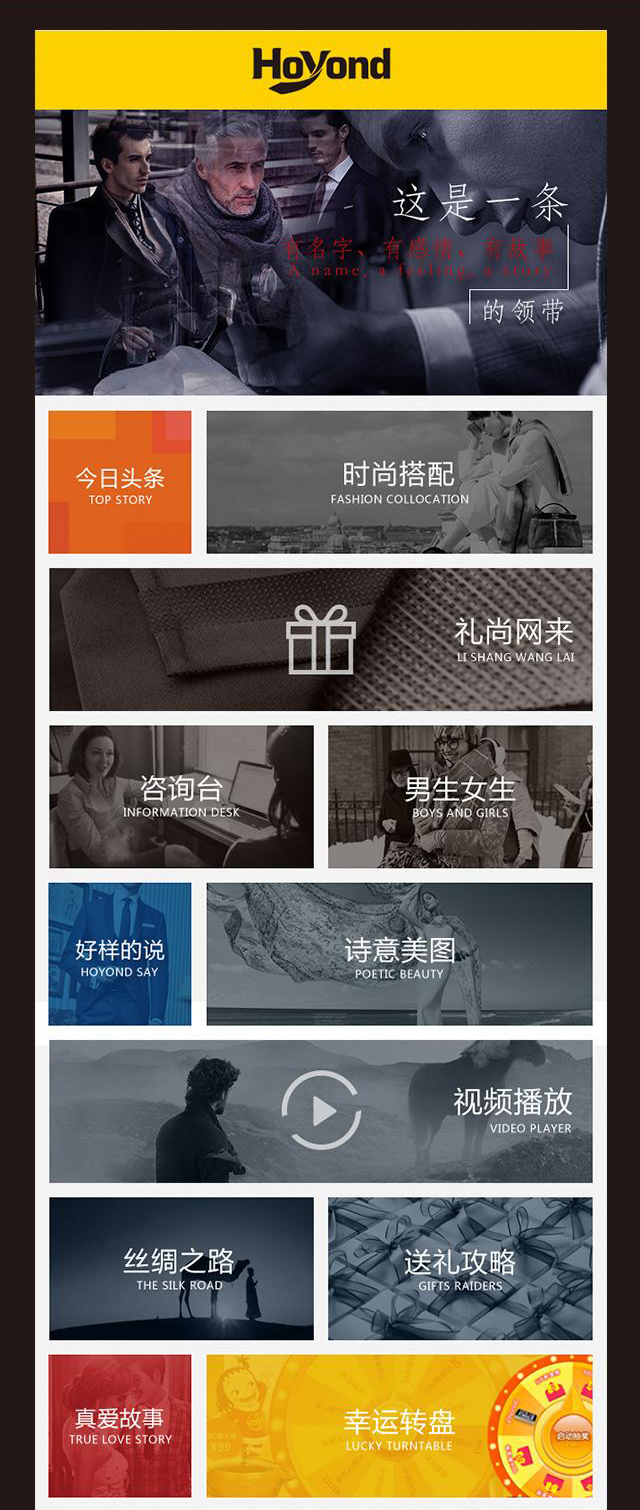 HoYond
这是一条
有名字、有感情、有故事
A name, a feeling, a story
的领带
今日头条
TOP STORY
时尚搭配
FASHION COLLOCATION
礼尚网来
LI SHANG WANG LAI
咨询台
INFORMATION DESK
男生女生
BOYS AND GIRLS
好样的说
HOYOND SAY
诗意美图
POETIC BEAUTY
视频播放
VIDEO PLAYER
丝绸之路
THE SILK ROAD
送礼攻略
GIFTS RAIDERS
真爱故事
TRUE LOVE STORY
幸运转盘
LUCKY TURNTABLE
启动抽奖